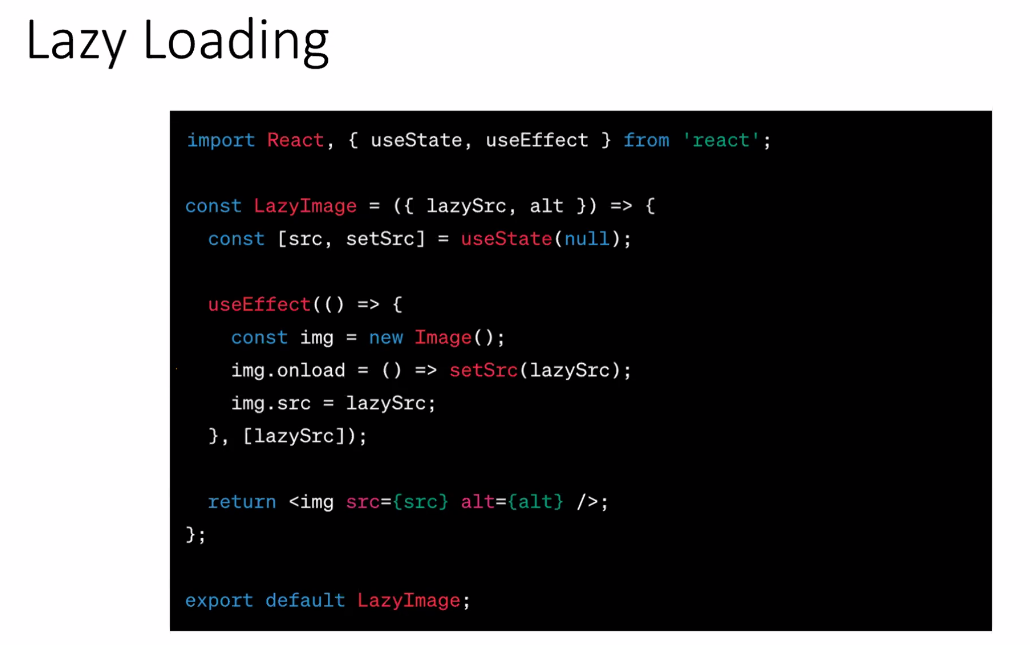 Lazy Loading
import React, { useState, useEffect } from 'react';
const LazyImage = ({ lazySrc, alt }) => {
const [src, setSrc] = useState(null);
useEffect(() => {
const img = new Image();
img.onload = () => setSrc(lazySrc);
img.src = lazySrc;
}, [lazySrc]);
return <img src={src} alt={alt} />;
};
export default LazyImage;